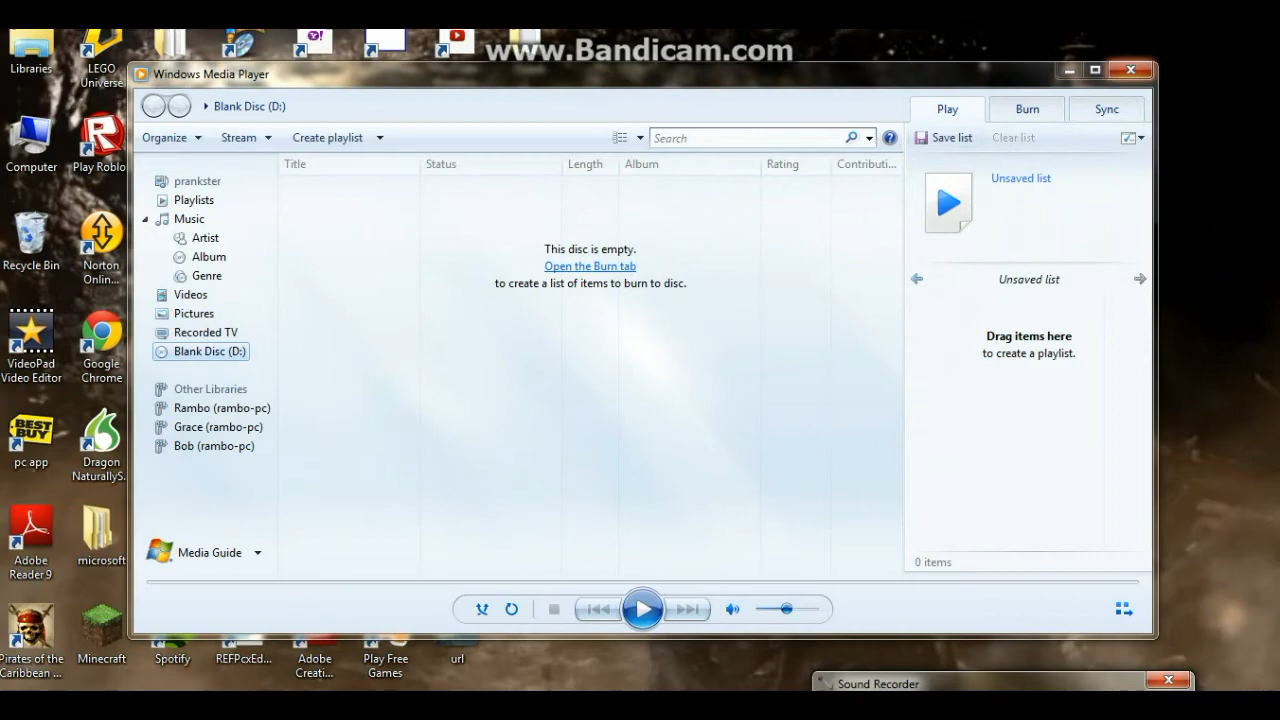 www.Bandicam.com
Libraries
LEGO
Universe
Windows Media Player
Blank Disc (D:)
Play
Burn
Sync
Organize
Stream
Create playlist
Search
Save list
Clear list
Computer
Play Roblo
Title
Status
Length
Album
Rating
Contributi...
prankster
Playlists
Music
Artist
Album
Genre
Videos
Pictures
Recorded TV
Blank Disc (D:)
Other Libraries
Rambo (rambo-pc)
Grace (rambo-pc)
Bob (rambo-pc)
Media Guide
This disc is empty.
Open the Burn tab
to create a list of items to burn to disc.
Unsaved list
Unsaved list
Drag items here
to create a playlist.
0 items
Recycle Bin
Norton
Onlin...
VideoPad
Video Editor
Google
Chrome
BEST
BUY
pc app
Dragon
NaturallyS.
Adobe
Reader 9
microsoft
Pirates of the
Caribbean ...
Minecraft
Spotify
REFPcxEd...
Adobe
Creati...
Play Free
Games
url
Sound Recorder